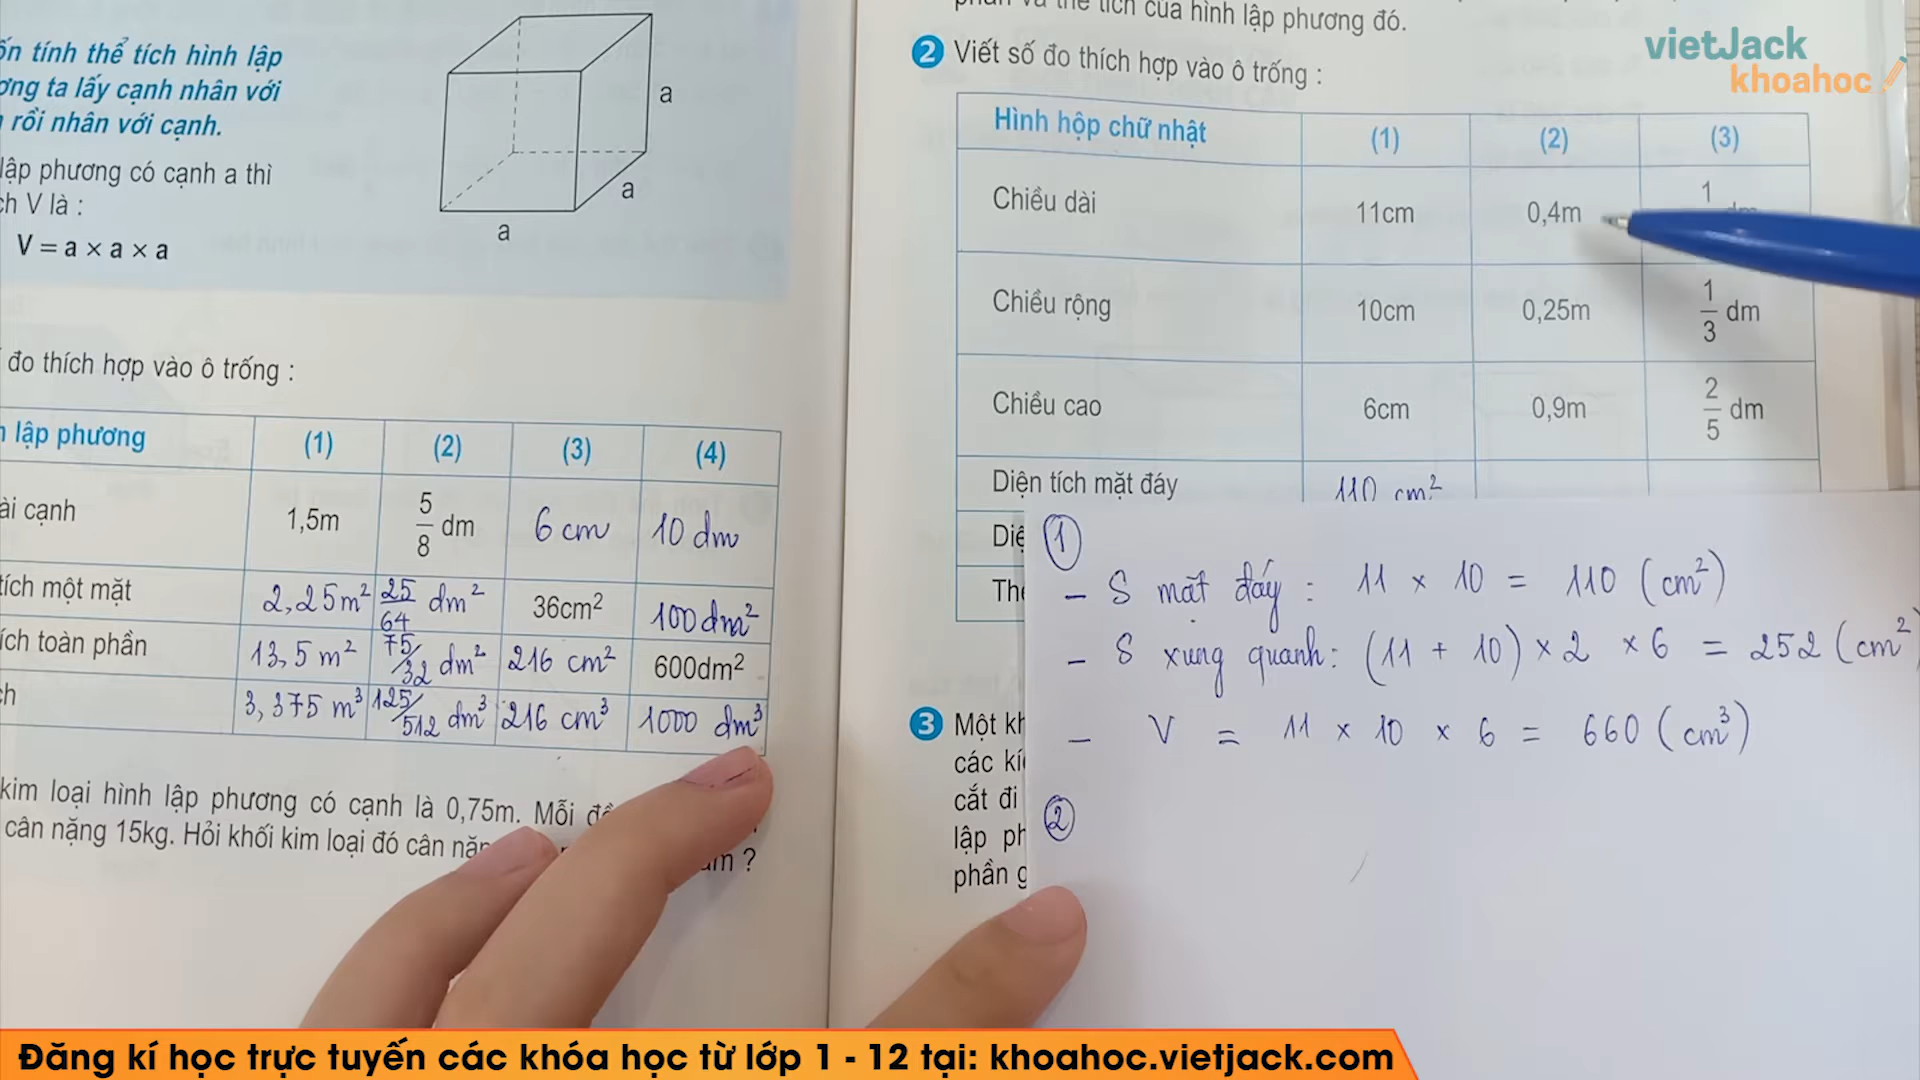 ốn tính thể tích hình lập
ơng ta lấy cạnh nhân với
rồi nhân với cạnh.
lập phương có cạnh a thì
ch V là :
V = a × a × a
a
a
a
đo thích hợp vào ô trống :
lập phương (1) (2) (3) (4)
ài cạnh 1,5m 5/8 dm 6 cm 10 dm
tích một mặt 2,25m² 25/64 dm² 36cm² 100dm²
ích toàn phần 13,5 m² 75/32 dm² 216 cm² 600dm²
ch 3,375 m³ 125/512 dm³ 216 cm³ 1000 dm³
kim loại hình lập phương có cạnh là 0,75m. Mỗi
cân nặng 15kg. Hỏi khối kim loại đó cân nặn
?
phần và thể tích của hình lập phương đó.
vietJack
khoahoc
2 Viết số đo thích hợp vào ô trống :
Hình hộp chữ nhật (1) (2) (3)
Chiều dài 11cm 0,4m 1 dm
Chiều rộng 10cm 0,25m 1/3 dm
Chiều cao 6cm 0,9m 2/5 dm
Diện tích mặt đáy 110 cm²
Diệ
Thể
1
– S mặt đáy : 11 × 10 = 110 (cm²)
– S xung quanh: (11 + 10) × 2 × 6 = 252 (cm²)
– V = 11 × 10 × 6 = 660 (cm³)
2
3 Một kh
các kí
cắt đi
lập ph
phần g
Đăng kí học trực tuyến các khóa học từ lớp 1 - 12 tại: khoahoc.vietjack.com